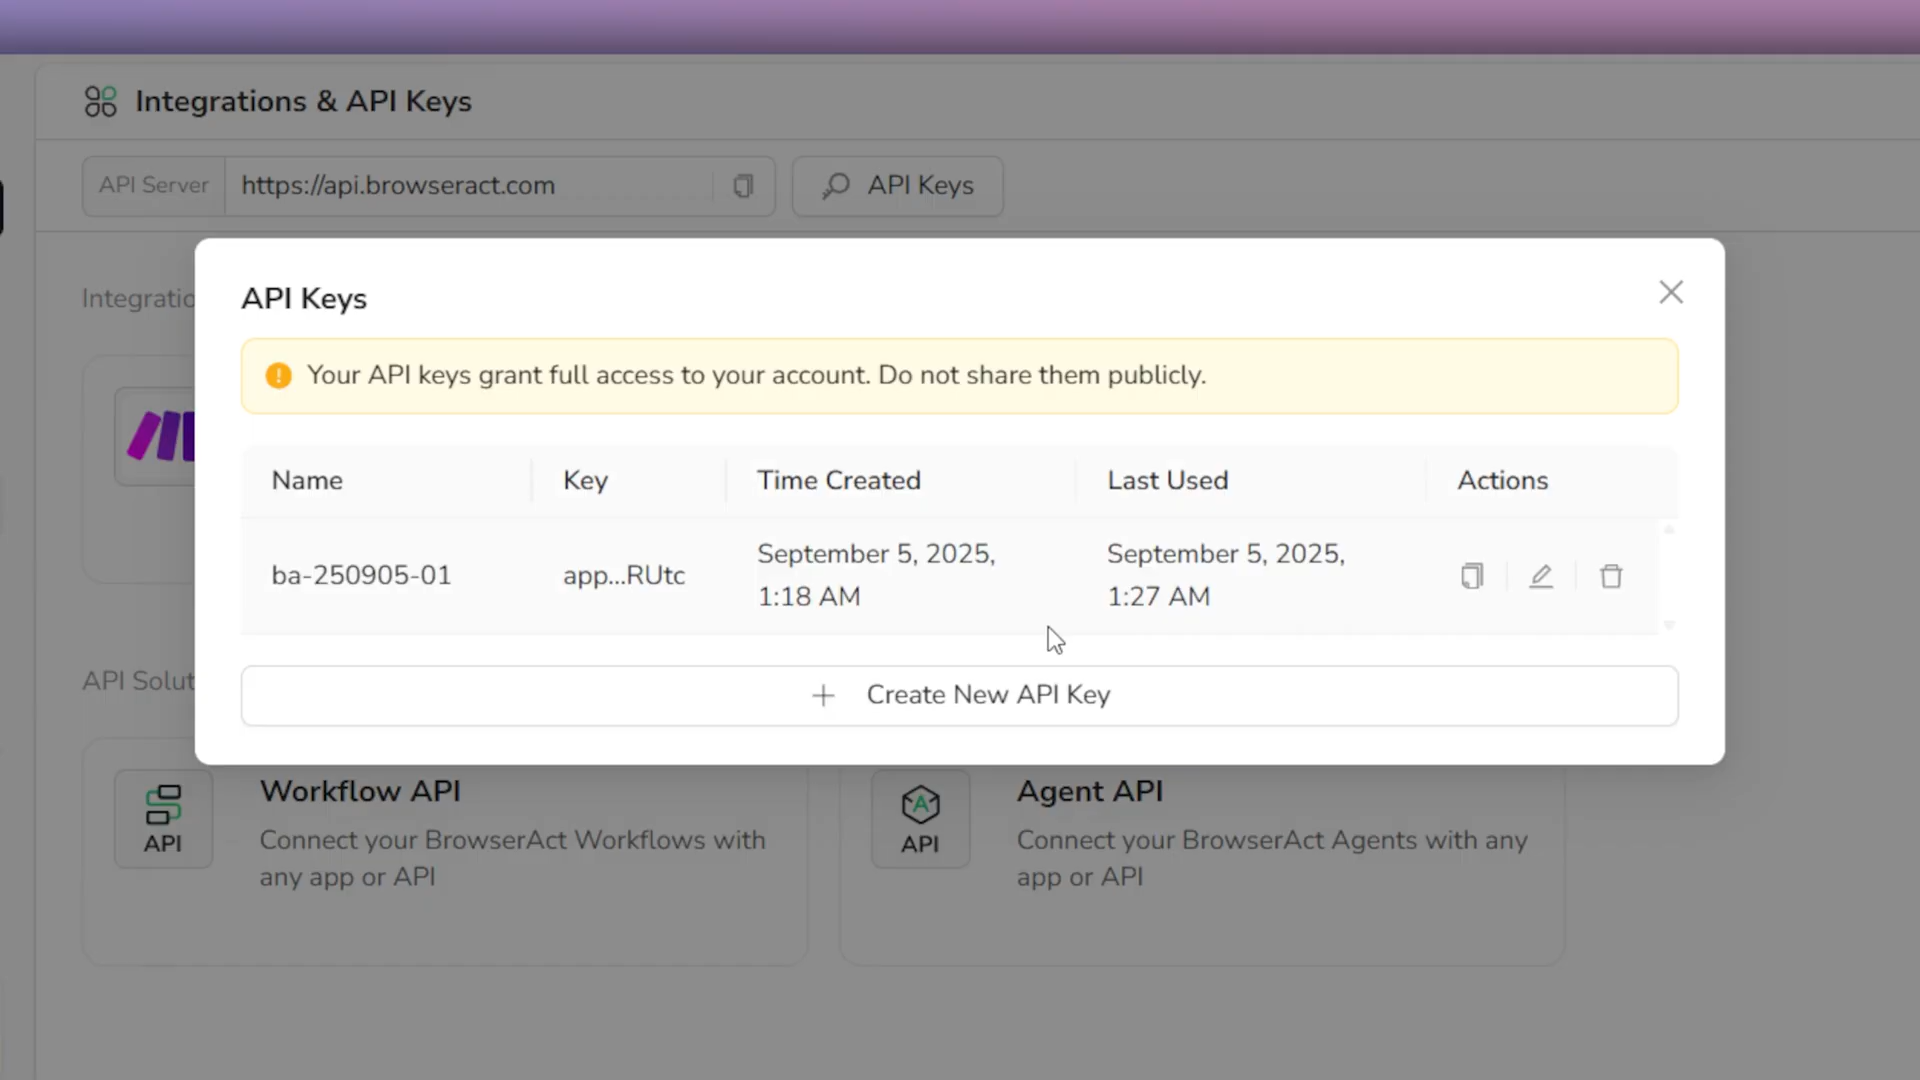 Integrations & API Keys
API Server
https://api.browseract.com
API Keys
Integratio
API Keys
Your API keys grant full access to your account. Do not share them publicly.
Name
Key
Time Created
Last Used
Actions
ba-250905-01
app...RUtc
September 5, 2025,
1:18 AM
September 5, 2025,
1:27 AM
Create New API Key
API Solut
API
Workflow API
Connect your BrowserAct Workflows with
any app or API
API
Agent API
Connect your BrowserAct Agents with any
app or API